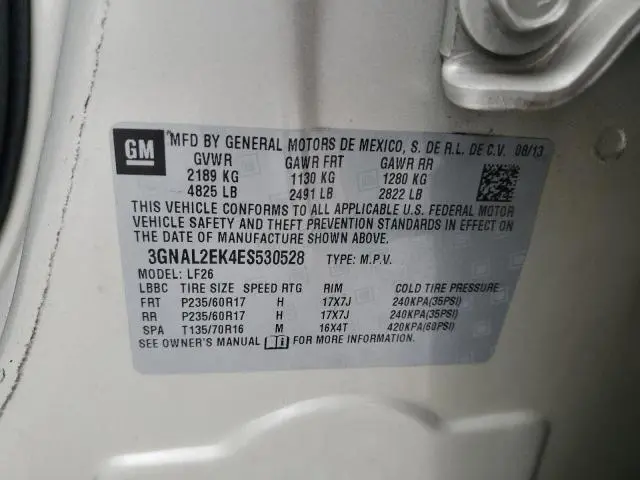 GM MFD BY GENERAL MOTORS DE MEXICO, S. DE R.L. DE C.V. 08/13
GVWR GAWR FRT GAWR RR
2189 KG 1130 KG 1280 KG
4825 LB 2491 LB 2822 LB
THIS VEHICLE CONFORMS TO ALL APPLICABLE U.S. FEDERAL MOTOR
VEHICLE SAFETY AND THEFT PREVENTION STANDARDS IN EFFECT ON
THE DATE OF MANUFACTURE SHOWN ABOVE.
3GNAL2EK4ES530528 TYPE: M.P.V.
MODEL: LF26
LBBC TIRE SIZE SPEED RTG RIM COLD TIRE PRESSURE
FRT P235/60R17 H 17X7J 240KPA(35PSI)
RR P235/60R17 H 17X7J 240KPA(35PSI)
SPA T135/70R16 M 16X4T 420KPA(60PSI)
SEE OWNER'S MANUAL FOR MORE INFORMATION.